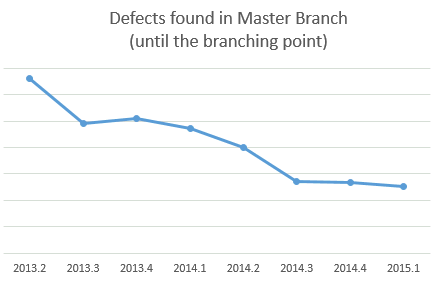 Defects found in Master Branch
(until the branching point)
2013.2 2013.3 2013.4 2014.1 2014.2 2014.3 2014.4 2015.1